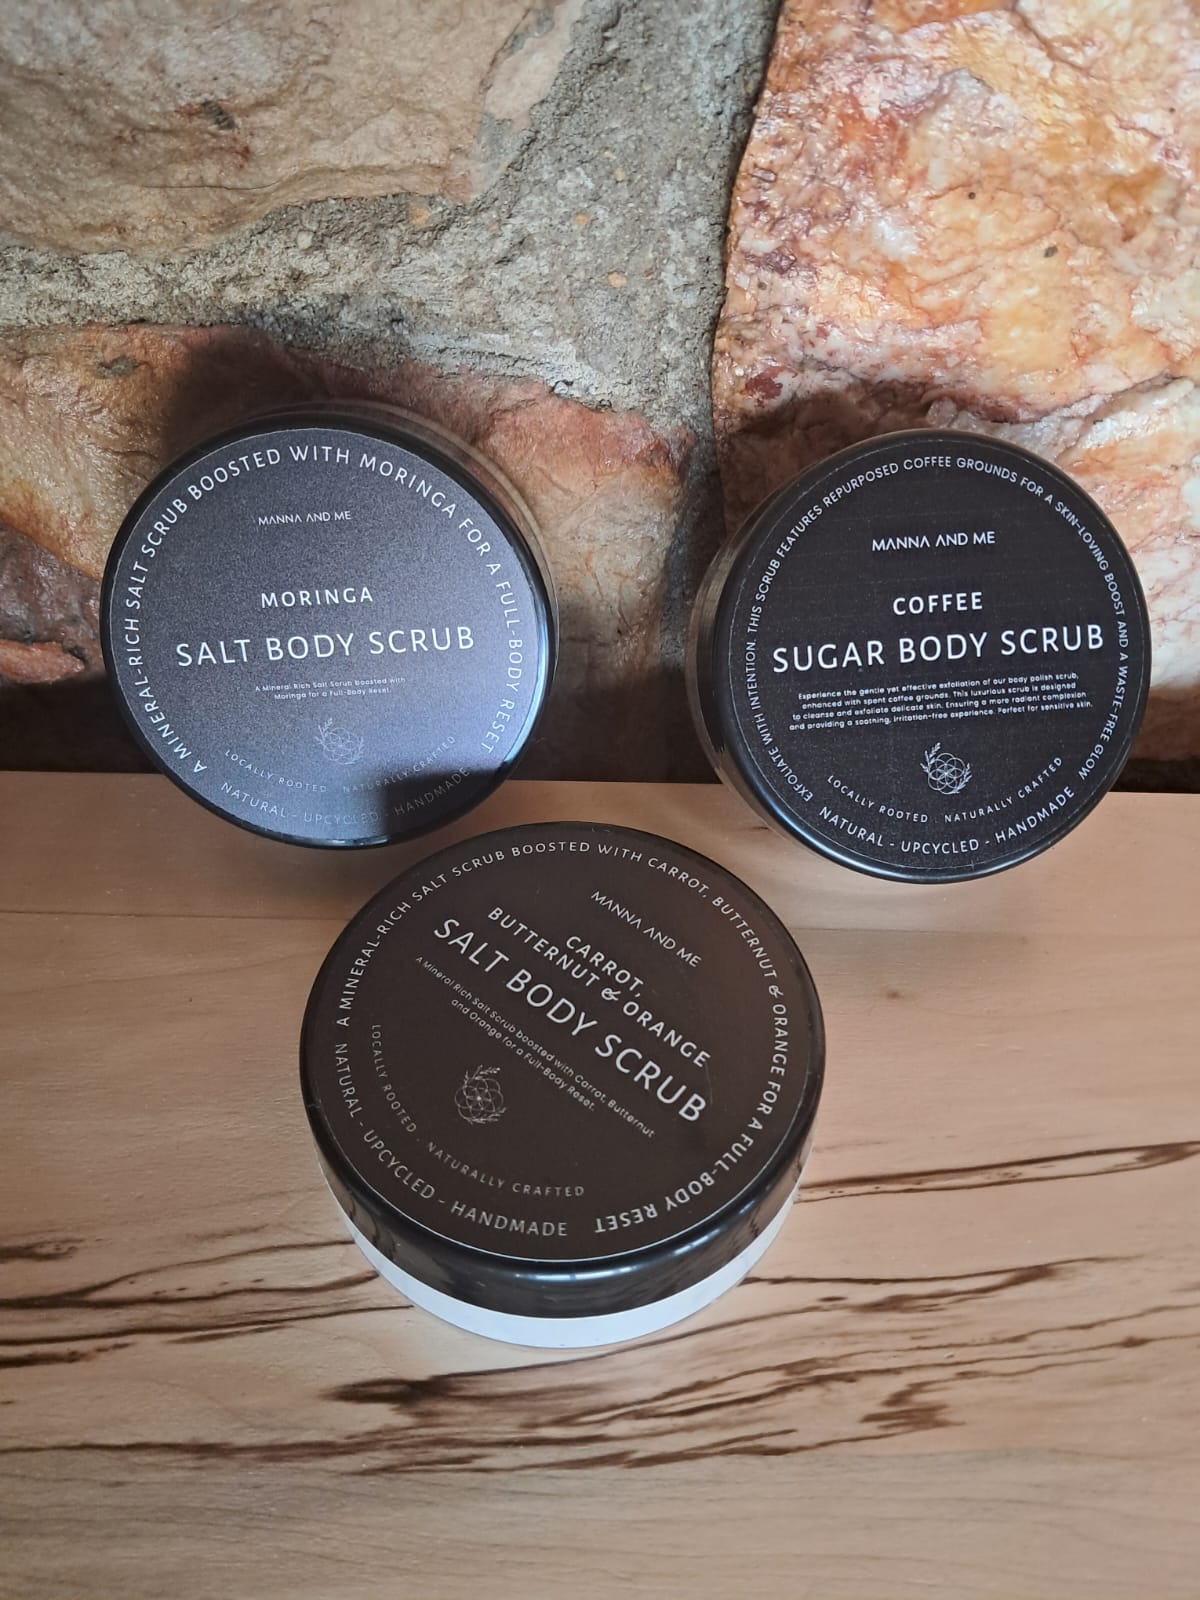 A MINERAL-RICH SALT SCRUB BOOSTED WITH MORINGA FOR A FULL-BODY RESET
MANNA AND ME
MORINGA
SALT BODY SCRUB
A Mineral Rich Salt Scrub boosted with
Moringa for a Full-Body Reset.
LOCALLY ROOTED . NATURALLY CRAFTED
NATURAL - UPCYCLED - HANDMADE
EXFOLIATE WITH INTENTION. THIS SCRUB FEATURES REPURPOSED COFFEE GROUNDS FOR A SKIN-LOVING BOOST AND A WASTE-FREE GLOW
MANNA AND ME
COFFEE
SUGAR BODY SCRUB
Experience the gentle yet effective exfoliation of our body polish scrub,
enhanced with spent coffee grounds. This luxurious scrub is designed
to cleanse and exfoliate delicate skin. Ensuring a more radiant complexion
and providing a soothing, irritation-free experience. Perfect for sensitive skin.
LOCALLY ROOTED . NATURALLY CRAFTED
NATURAL - UPCYCLED - HANDMADE
A MINERAL-RICH SALT SCRUB BOOSTED WITH CARROT, BUTTERNUT & ORANGE FOR A FULL-BODY RESET
MANNA AND ME
CARROT,
BUTTERNUT & ORANGE
SALT BODY SCRUB
A Mineral Rich Salt Scrub boosted with Carrot, Butternut
and Orange for a Full-Body Reset.
LOCALLY ROOTED . NATURALLY CRAFTED
NATURAL - UPCYCLED - HANDMADE